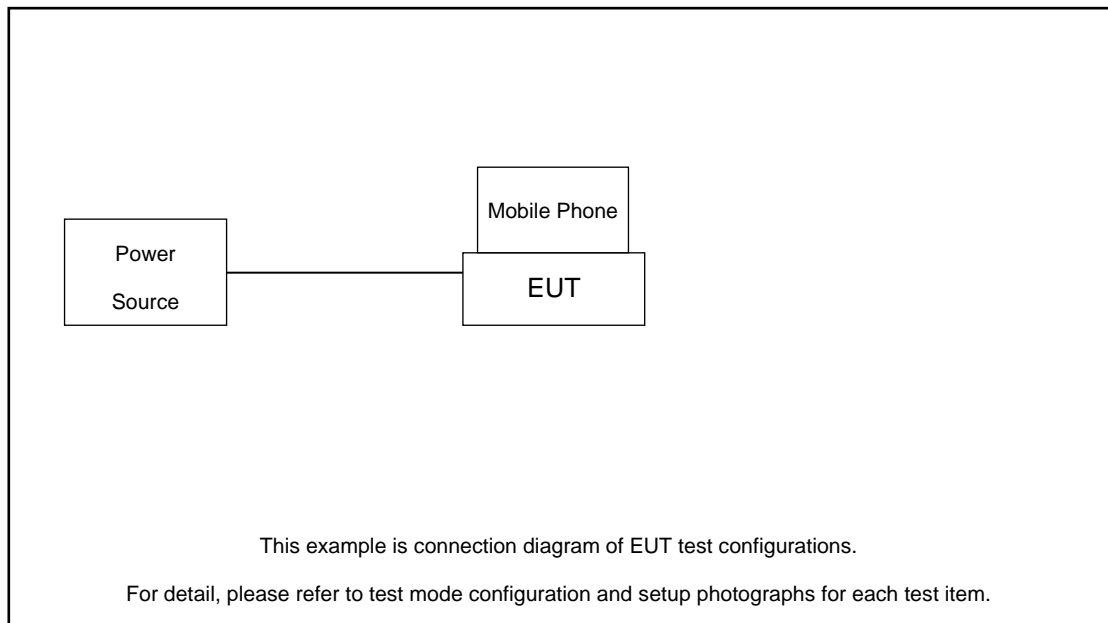 Mobile Phone
Power
Source
EUT
This example is connection diagram of EUT test configurations.
For detail, please refer to test mode configuration and setup photographs for each test item.